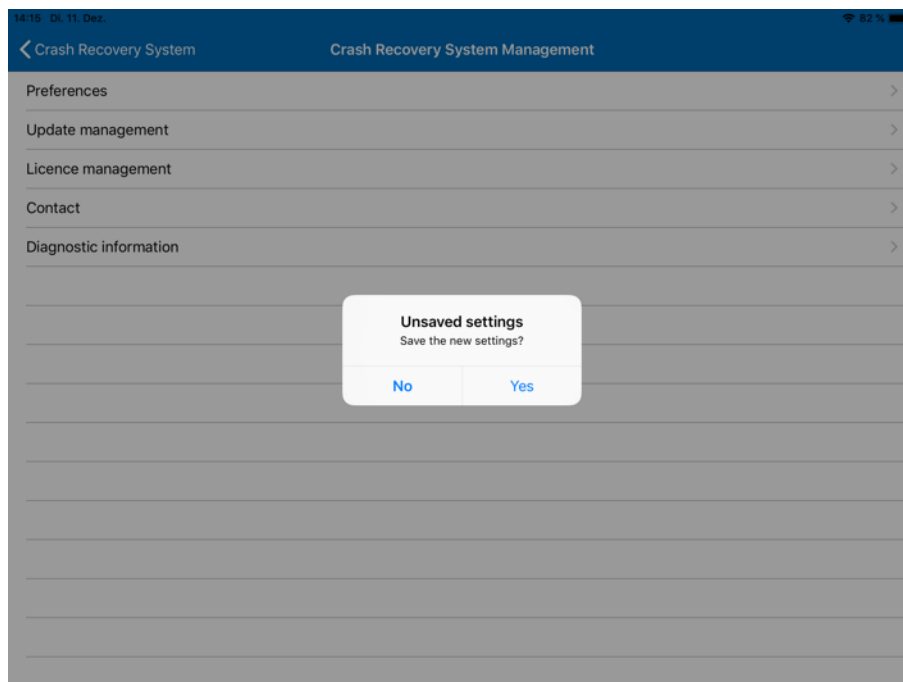 14:15 Di. 11. Dez. 82 %
Crash Recovery System Crash Recovery System Management
Preferences
Update management
Licence management
Contact
Diagnostic information
Unsaved settings
Save the new settings?
No Yes